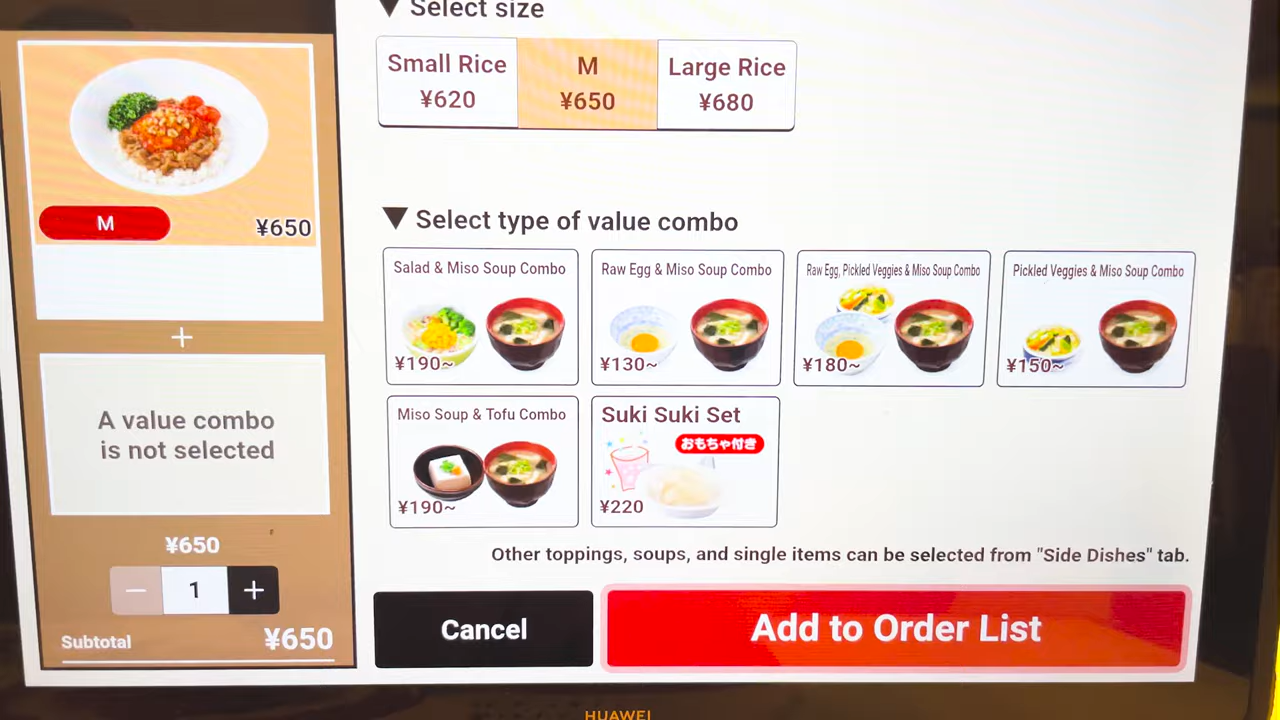 ▼ Select size
Small Rice
¥620
M
¥650
Large Rice
¥680
M
¥650
+
A value combo
is not selected
¥650
− 1 +
Subtotal ¥650
▼ Select type of value combo
Salad & Miso Soup Combo
¥190~
Raw Egg & Miso Soup Combo
¥130~
Raw Egg, Pickled Veggies & Miso Soup Combo
¥180~
Pickled Veggies & Miso Soup Combo
¥150~
Miso Soup & Tofu Combo
¥190~
Suki Suki Set
おもちゃ付き
¥220
Other toppings, soups, and single items can be selected from "Side Dishes" tab.
Cancel
Add to Order List
HUAWEI